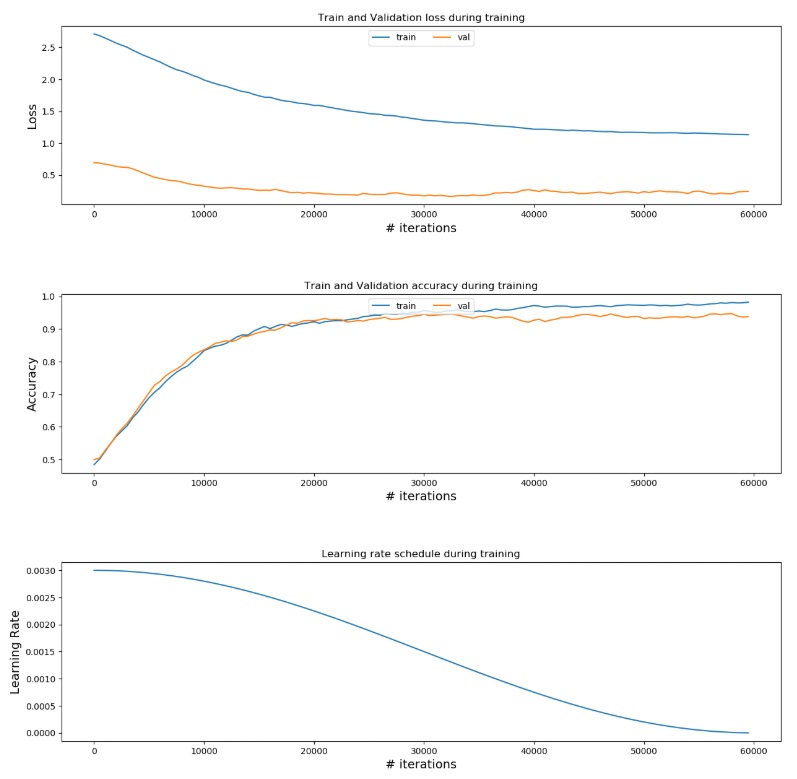 Train and Validation loss during training
train val
2.5
2.0
1.5
1.0
0.5
Loss
0 10000 20000 30000 40000 50000 60000
# iterations
Train and Validation accuracy during training
train val
1.0
0.9
0.8
0.7
0.6
0.5
Accuracy
0 10000 20000 30000 40000 50000 60000
# iterations
Learning rate schedule during training
0.0030
0.0025
0.0020
0.0015
0.0010
0.0005
0.0000
Learning Rate
0 10000 20000 30000 40000 50000 60000
# iterations